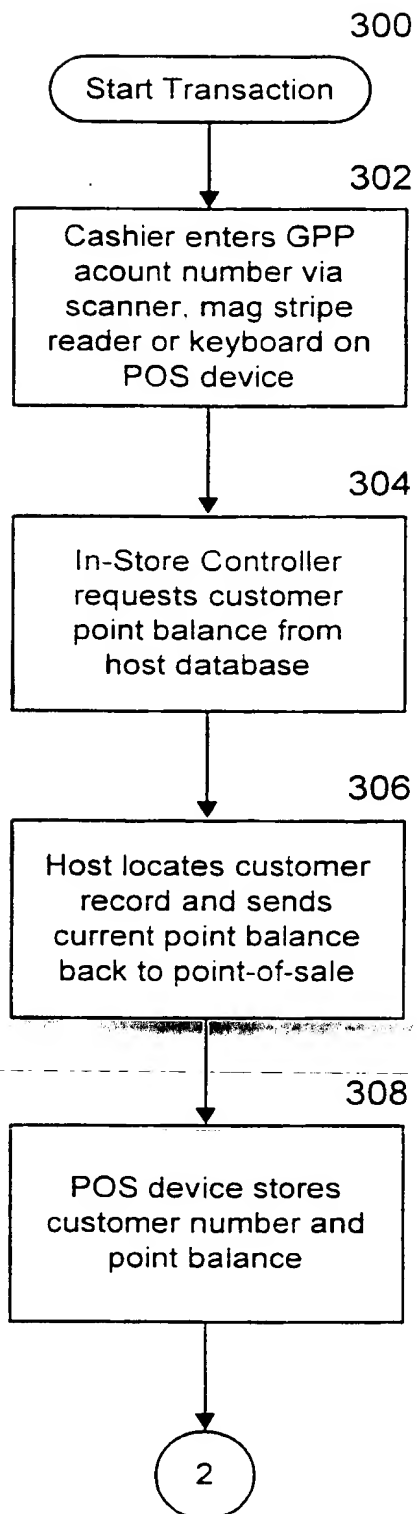 300
Start Transaction
302
Cashier enters GPP
acount number via
scanner, mag stripe
reader or keyboard on
POS device
304
In-Store Controller
requests customer
point balance from
host database
306
Host locates customer
record and sends
current point balance
back to point-of-sale
308
POS device stores
customer number and
point balance
2